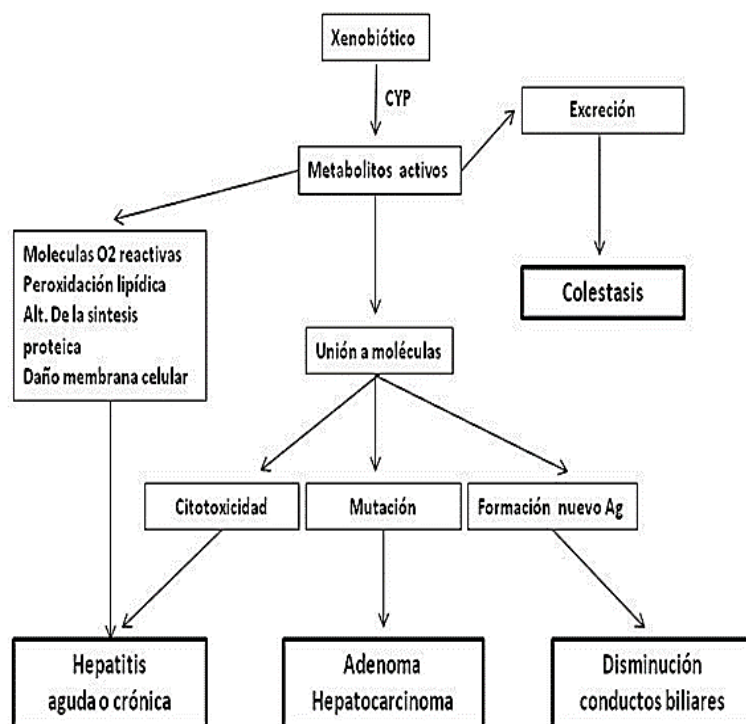 Xenobiótico
CYP
Excreción
Metabolitos activos
Moleculas O2 reactivas
Peroxidación lipídica
Alt. De la sintesis
proteica
Daño membrana celular
Colestasis
Unión a moléculas
Citotoxicidad
Mutación
Formación nuevo Ag
Hepatitis
aguda o crónica
Adenoma
Hepatocarcinoma
Disminución
conductos biliares